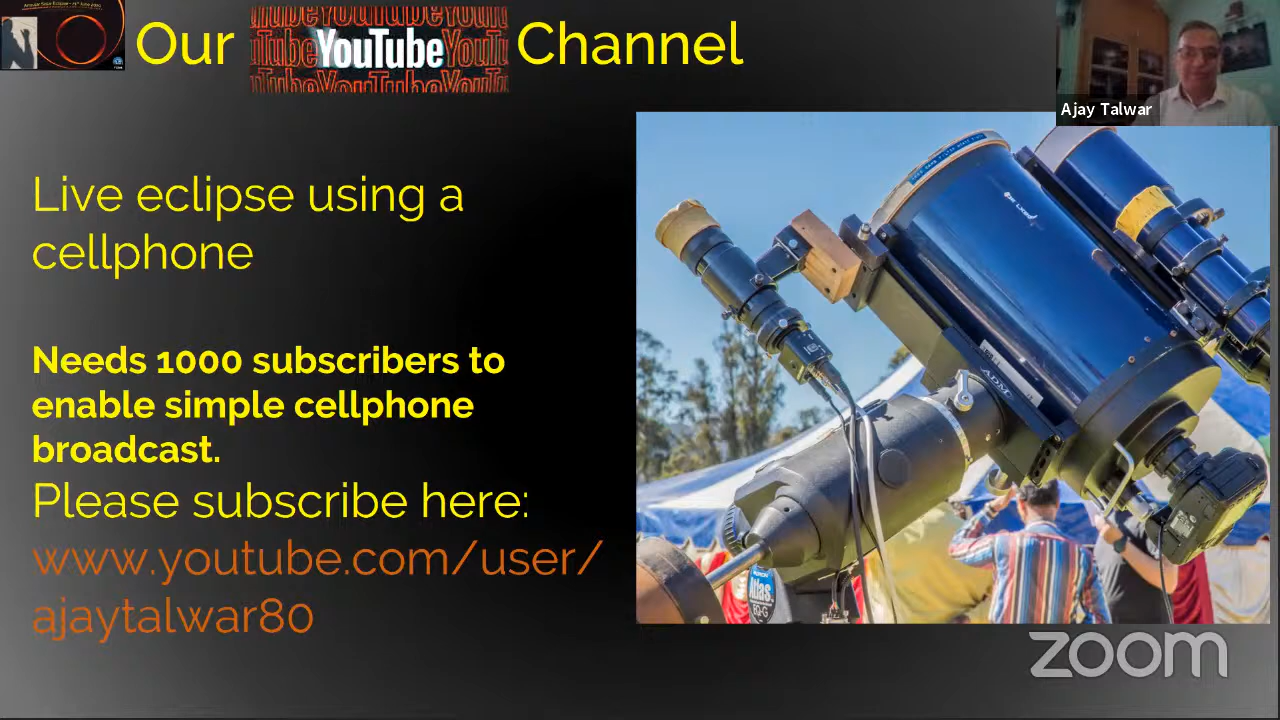 Our YouTube Channel
Ajay Talwar
Live eclipse using a
cellphone
Needs 1000 subscribers to
enable simple cellphone
broadcast.
Please subscribe here:
www.youtube.com/user/
ajaytalwar80
ADM
Atlas
EQ-G
zoom